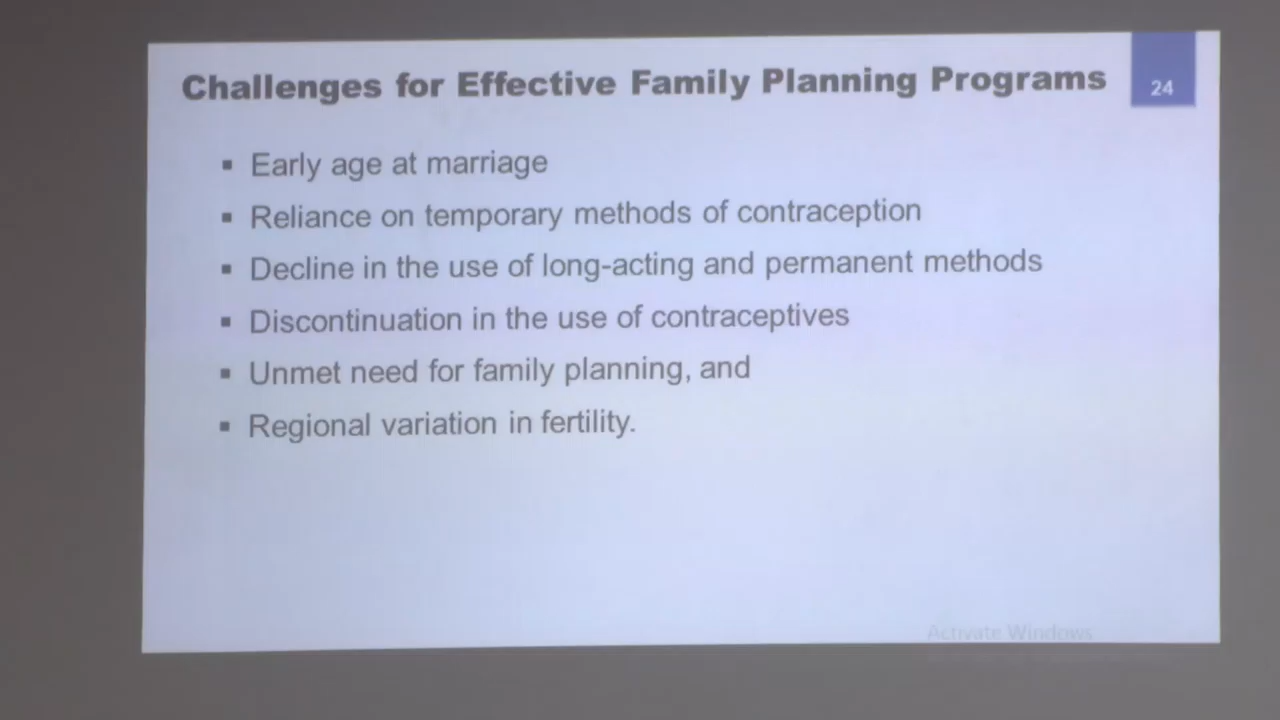 Challenges for Effective Family Planning Programs
24
▪ Early age at marriage
▪ Reliance on temporary methods of contraception
▪ Decline in the use of long-acting and permanent methods
▪ Discontinuation in the use of contraceptives
▪ Unmet need for family planning, and
▪ Regional variation in fertility.
Activate Windows